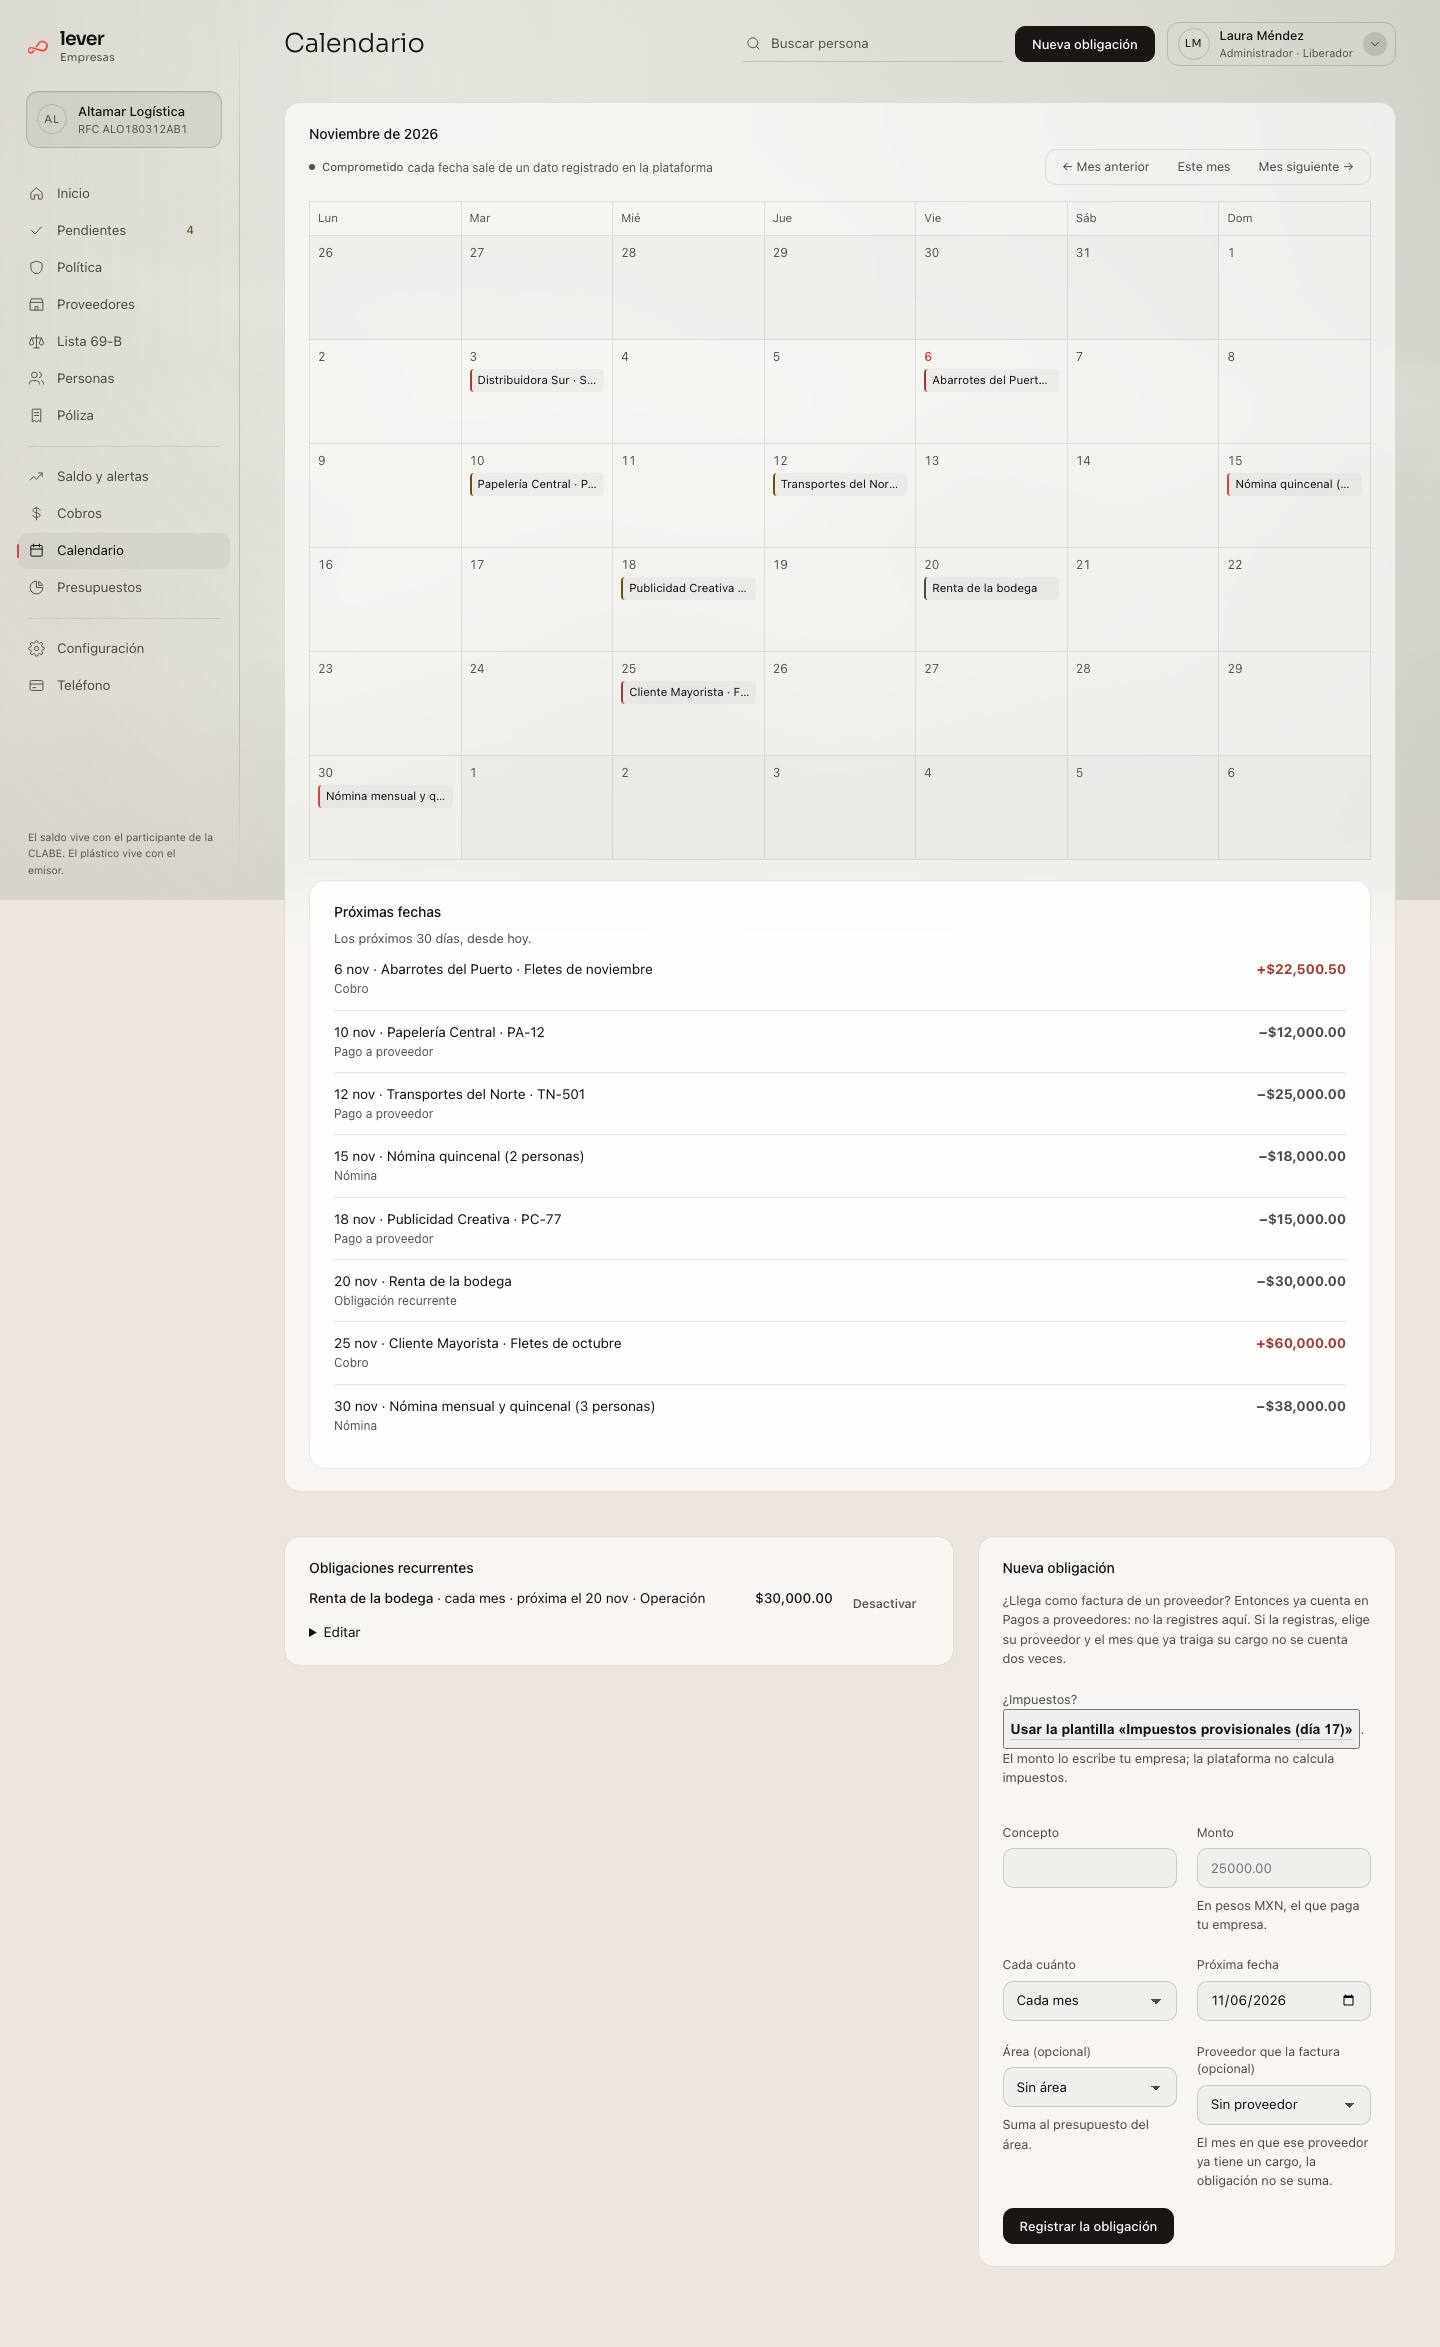 lever
Empresas
Altamar Logística
AL
RFC ALO180312AB1
Inicio
Pendientes 4
Política
Proveedores
Lista 69-B
Personas
Póliza
Saldo y alertas
Cobros
Calendario
Presupuestos
Configuración
Teléfono
El saldo vive con el participante de la
CLABE. El plástico vive con el
emisor.
Calendario
Buscar persona
Nueva obligación
LM
Laura Méndez
Administrador · Liberador
Noviembre de 2026
Comprometido cada fecha sale de un dato registrado en la plataforma
← Mes anterior Este mes Mes siguiente →
Lun Mar Mié Jue Vie Sáb Dom
26 27 28 29 30 31 1
2 3 4 5 6 7 8
Distribuidora Sur · S... Abarrotes del Puert...
9 10 11 12 13 14 15
Papelería Central · P... Transportes del Nor... Nómina quincenal (...
16 17 18 19 20 21 22
Publicidad Creativa ... Renta de la bodega
23 24 25 26 27 28 29
Cliente Mayorista · F...
30 1 2 3 4 5 6
Nómina mensual y q...
Próximas fechas
Los próximos 30 días, desde hoy.
6 nov · Abarrotes del Puerto · Fletes de noviembre +$22,500.50
Cobro
10 nov · Papelería Central · PA-12 −$12,000.00
Pago a proveedor
12 nov · Transportes del Norte · TN-501 −$25,000.00
Pago a proveedor
15 nov · Nómina quincenal (2 personas) −$18,000.00
Nómina
18 nov · Publicidad Creativa · PC-77 −$15,000.00
Pago a proveedor
20 nov · Renta de la bodega −$30,000.00
Obligación recurrente
25 nov · Cliente Mayorista · Fletes de octubre +$60,000.00
Cobro
30 nov · Nómina mensual y quincenal (3 personas) −$38,000.00
Nómina
Obligaciones recurrentes
Renta de la bodega · cada mes · próxima el 20 nov · Operación $30,000.00 Desactivar
Editar
Nueva obligación
¿Llega como factura de un proveedor? Entonces ya cuenta en
Pagos a proveedores: no la registres aquí. Si la registras, elige
su proveedor y el mes que ya traiga su cargo no se cuenta
dos veces.
¿Impuestos?
Usar la plantilla «Impuestos provisionales (día 17)» .
El monto lo escribe tu empresa; la plataforma no calcula
impuestos.
Concepto Monto
25000.00
En pesos MXN, el que paga
tu empresa.
Cada cuánto Próxima fecha
Cada mes 11/06/2026
Área (opcional)
Sin área
Suma al presupuesto del
área.
Proveedor que la factura
(opcional)
Sin proveedor
El mes en que ese proveedor
ya tiene un cargo, la
obligación no se suma.
Registrar la obligación